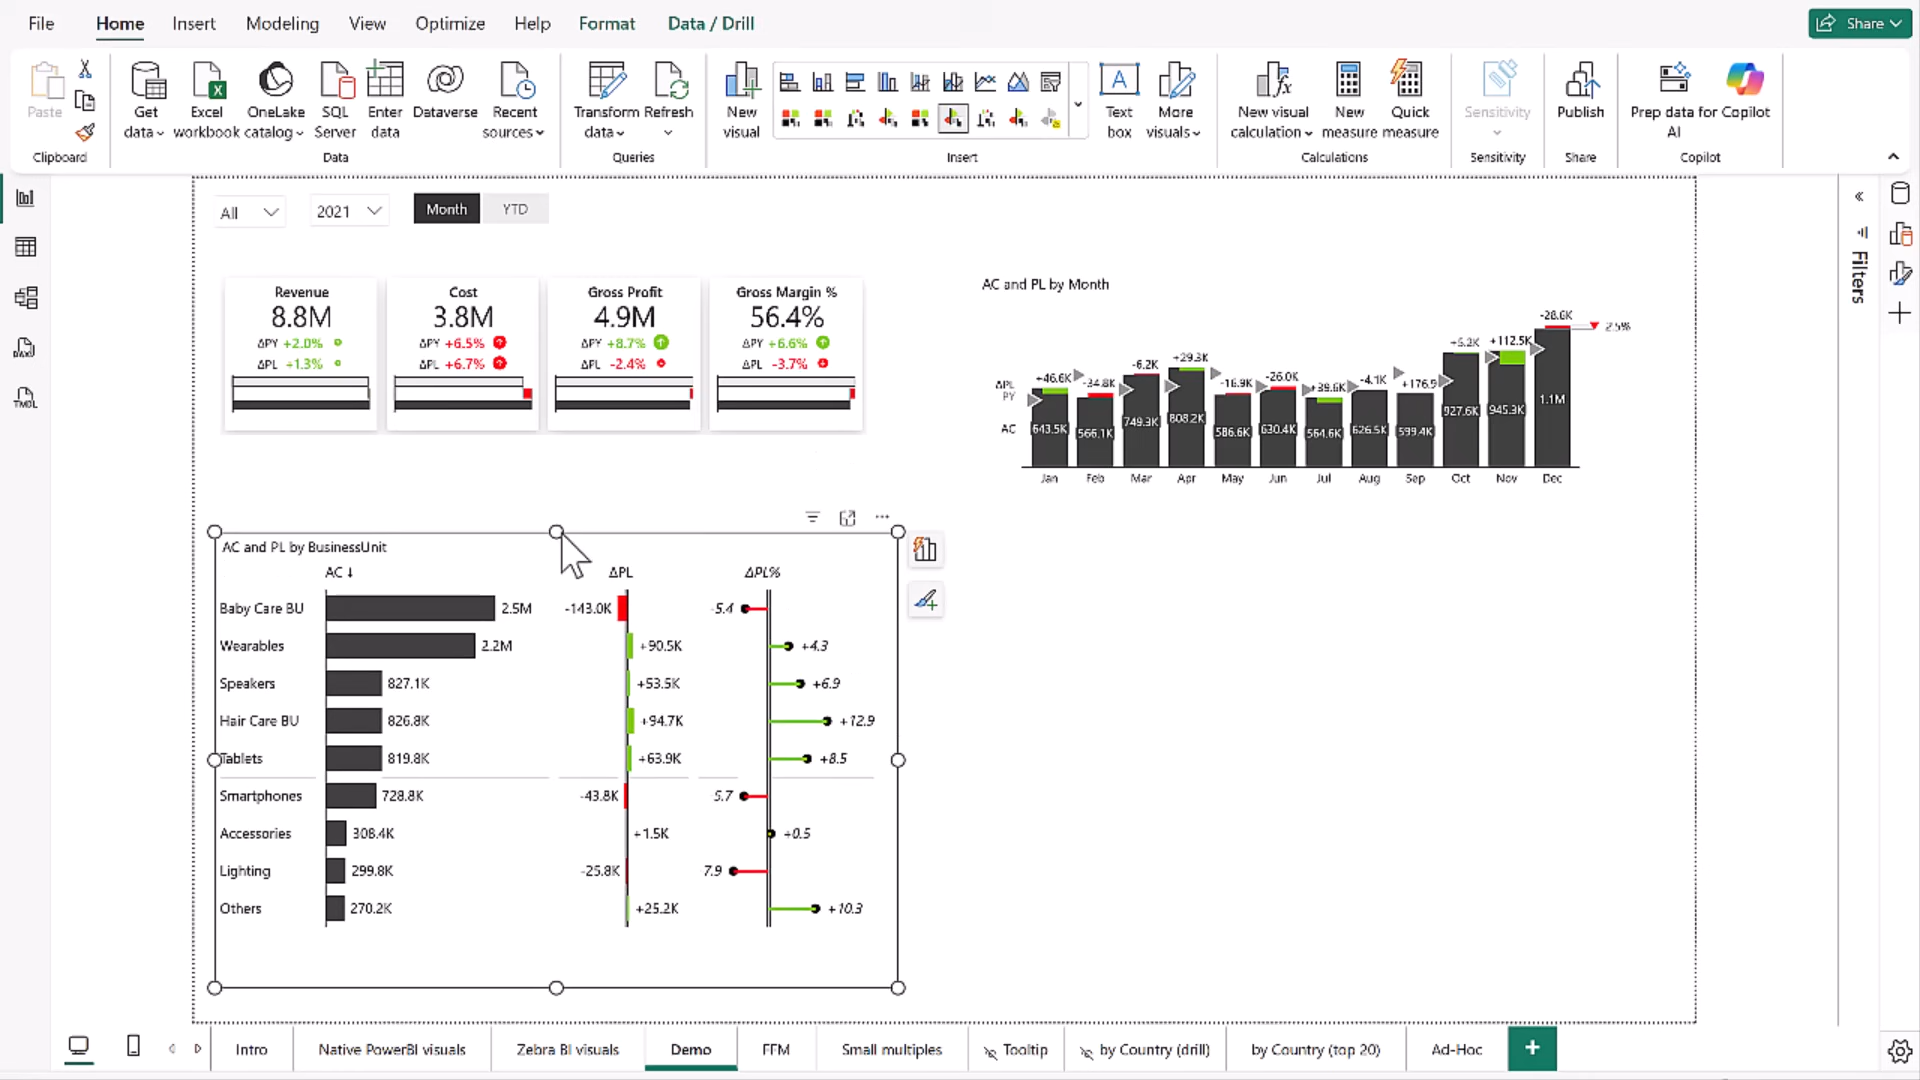 File Home Insert Modeling View Optimize Help Format Data / Drill Share
Paste
Get data
Excel workbook
OneLake catalog
SQL Server
Enter data
Dataverse
Recent sources
Transform data
Refresh
New visual
Text box
More visuals
New visual calculation
New measure
Quick measure
Sensitivity
Publish
Prep data for AI
Copilot
Clipboard Data Queries Insert Calculations Sensitivity Share Copilot
All 2021 Month YTD
Filters
Revenue
8.8M
ΔPY +2.0%
ΔPL +1.3%
Cost
3.8M
ΔPY +6.5%
ΔPL +6.7%
Gross Profit
4.9M
ΔPY +8.7%
ΔPL -2.4%
Gross Margin %
56.4%
ΔPY +6.6%
ΔPL -3.7%
AC and PL by Month
-28.6K
2.5%
+46.6K -34.8K -6.2K +29.3K -16.9K -26.0K +39.6K -4.1K +176.9 +5.2K +112.5K
ΔPL
PY
AC
643.5K 566.1K 749.3K 808.2K 586.6K 630.4K 564.6K 626.5K 599.4K 927.6K 945.3K 1.1M
Jan Feb Mar Apr May Jun Jul Aug Sep Oct Nov Dec
AC and PL by BusinessUnit
AC ↓ ΔPL ΔPL%
Baby Care BU 2.5M -143.0K -5.4
Wearables 2.2M +90.5K +4.3
Speakers 827.1K +53.5K +6.9
Hair Care BU 826.8K +94.7K +12.9
Tablets 819.8K +63.9K +8.5
Smartphones 728.8K -43.8K 5.7
Accessories 308.4K +1.5K +0.5
Lighting 299.8K -25.8K 7.9
Others 270.2K +25.2K +10.3
Intro Native PowerBI visuals Zebra BI visuals Demo FFM Small multiples Tooltip by Country (drill) by Country (top 20) Ad-Hoc +